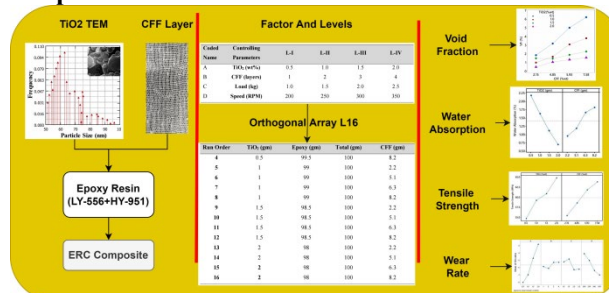 TiO2 TEM
CFF Layer
Frequency
Particle Size (nm)
Epoxy Resin
(LY-556+HY-951)
ERC Composite
Factor And Levels
Coded Name Controlling Parameters L-I L-II L-III L-IV
A TiO₂ (wt%) 0.5 1.0 1.5 2.0
B CFF (layers) 1 2 3 4
C Load (kg) 1.0 1.5 2.0 2.5
D Speed (RPM) 200 250 300 350
Orthogonal Array L16
Run Order TiO₂ (gm) Epoxy (gm) Total (gm) CFF (gm)
4 0.5 99.5 100 8.2
5 1 99 100 2.2
6 1 99 100 5.1
7 1 99 100 6.3
8 1 99 100 8.2
9 1.5 98.5 100 2.2
10 1.5 98.5 100 5.1
11 1.5 98.5 100 6.3
12 1.5 98.5 100 8.2
13 2 98 100 2.2
14 2 98 100 5.1
15 2 98 100 6.3
16 2 98 100 8.2
Void
Fraction
Water
Absorption
Tensile
Strength
Wear
Rate